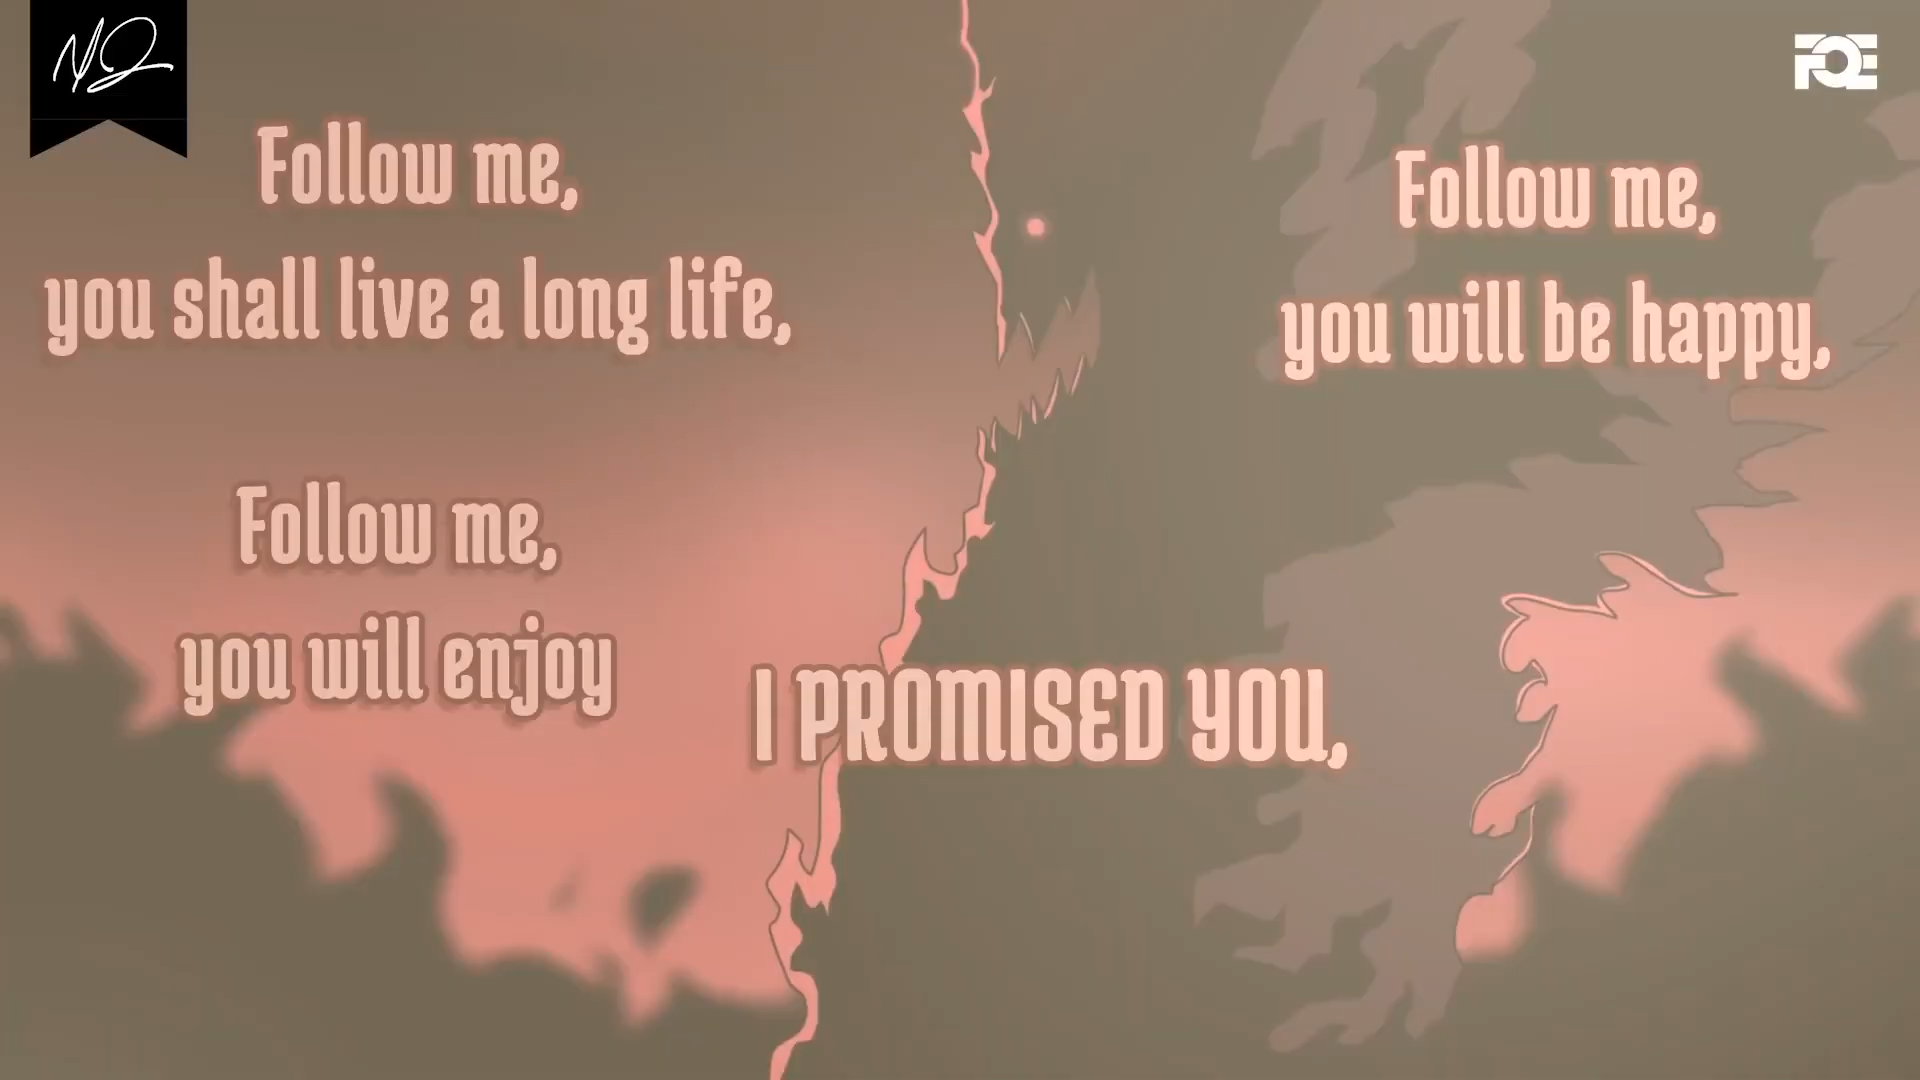 Follow me,
you shall live a long life,
Follow me,
you will be happy,
Follow me,
you will enjoy
I PROMISED YOU,
FOE